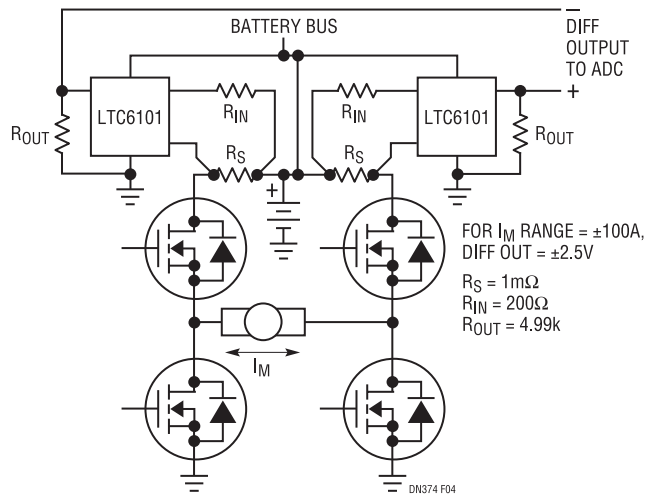 BATTERY BUS
− DIFF
OUTPUT
TO ADC
+
LTC6101
R_IN
R_IN
LTC6101
R_OUT
R_S
R_S
R_OUT
+
FOR I_M RANGE = ±100A,
DIFF OUT = ±2.5V
R_S = 1mΩ
R_IN = 200Ω
R_OUT = 4.99k
I_M
DN374 F04